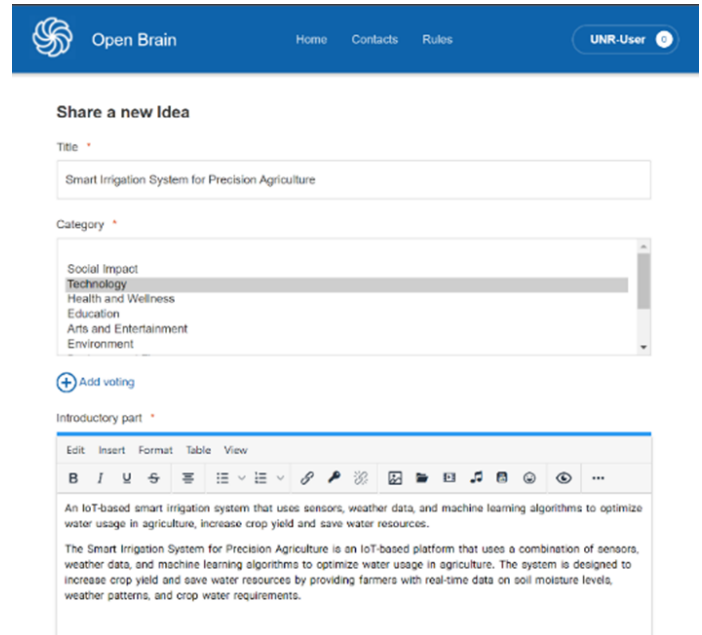 Open Brain Home Contacts Rules UNR-User 0
Share a new Idea
Title *
Smart Irrigation System for Precision Agriculture
Category *
Social Impact
Technology
Health and Wellness
Education
Arts and Entertainment
Environment
Add voting
Introductory part *
Edit Insert Format Table View
B I U S
An IoT-based smart irrigation system that uses sensors, weather data, and machine learning algorithms to optimize
water usage in agriculture, increase crop yield and save water resources.
The Smart Irrigation System for Precision Agriculture is an IoT-based platform that uses a combination of sensors,
weather data, and machine learning algorithms to optimize water usage in agriculture. The system is designed to
increase crop yield and save water resources by providing farmers with real-time data on soil moisture levels,
weather patterns, and crop water requirements.